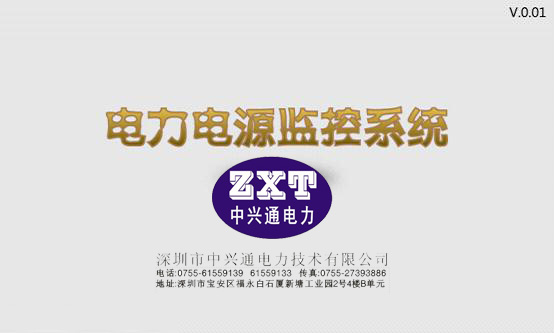 V.0.01
电力电源监控系统
ZXT
中兴通电力
深圳市中兴通电力技术有限公司
电话:0755-61559139 61559133 传真:0755-27393886
地址:深圳市宝安区福永白石厦新塘工业园2号4楼B单元